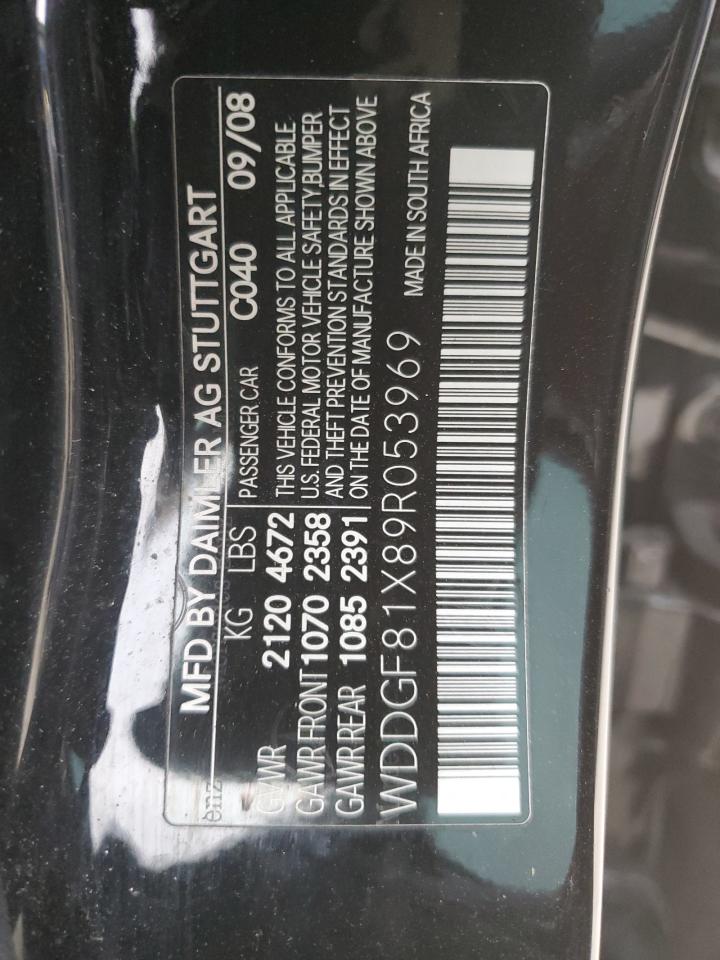 MFD BY DAIMLER AG STUTTGART
KG LBS PASSENGER CAR C040 09/08
GVWR 2120 4672
GAWR FRONT 1070 2358
GAWR REAR 1085 2391
THIS VEHICLE CONFORMS TO ALL APPLICABLE
U.S. FEDERAL MOTOR VEHICLE SAFETY,BUMPER
AND THEFT PREVENTION STANDARDS IN EFFECT
ON THE DATE OF MANUFACTURE SHOWN ABOVE
WDDGF81X89R053969 MADE IN SOUTH AFRICA